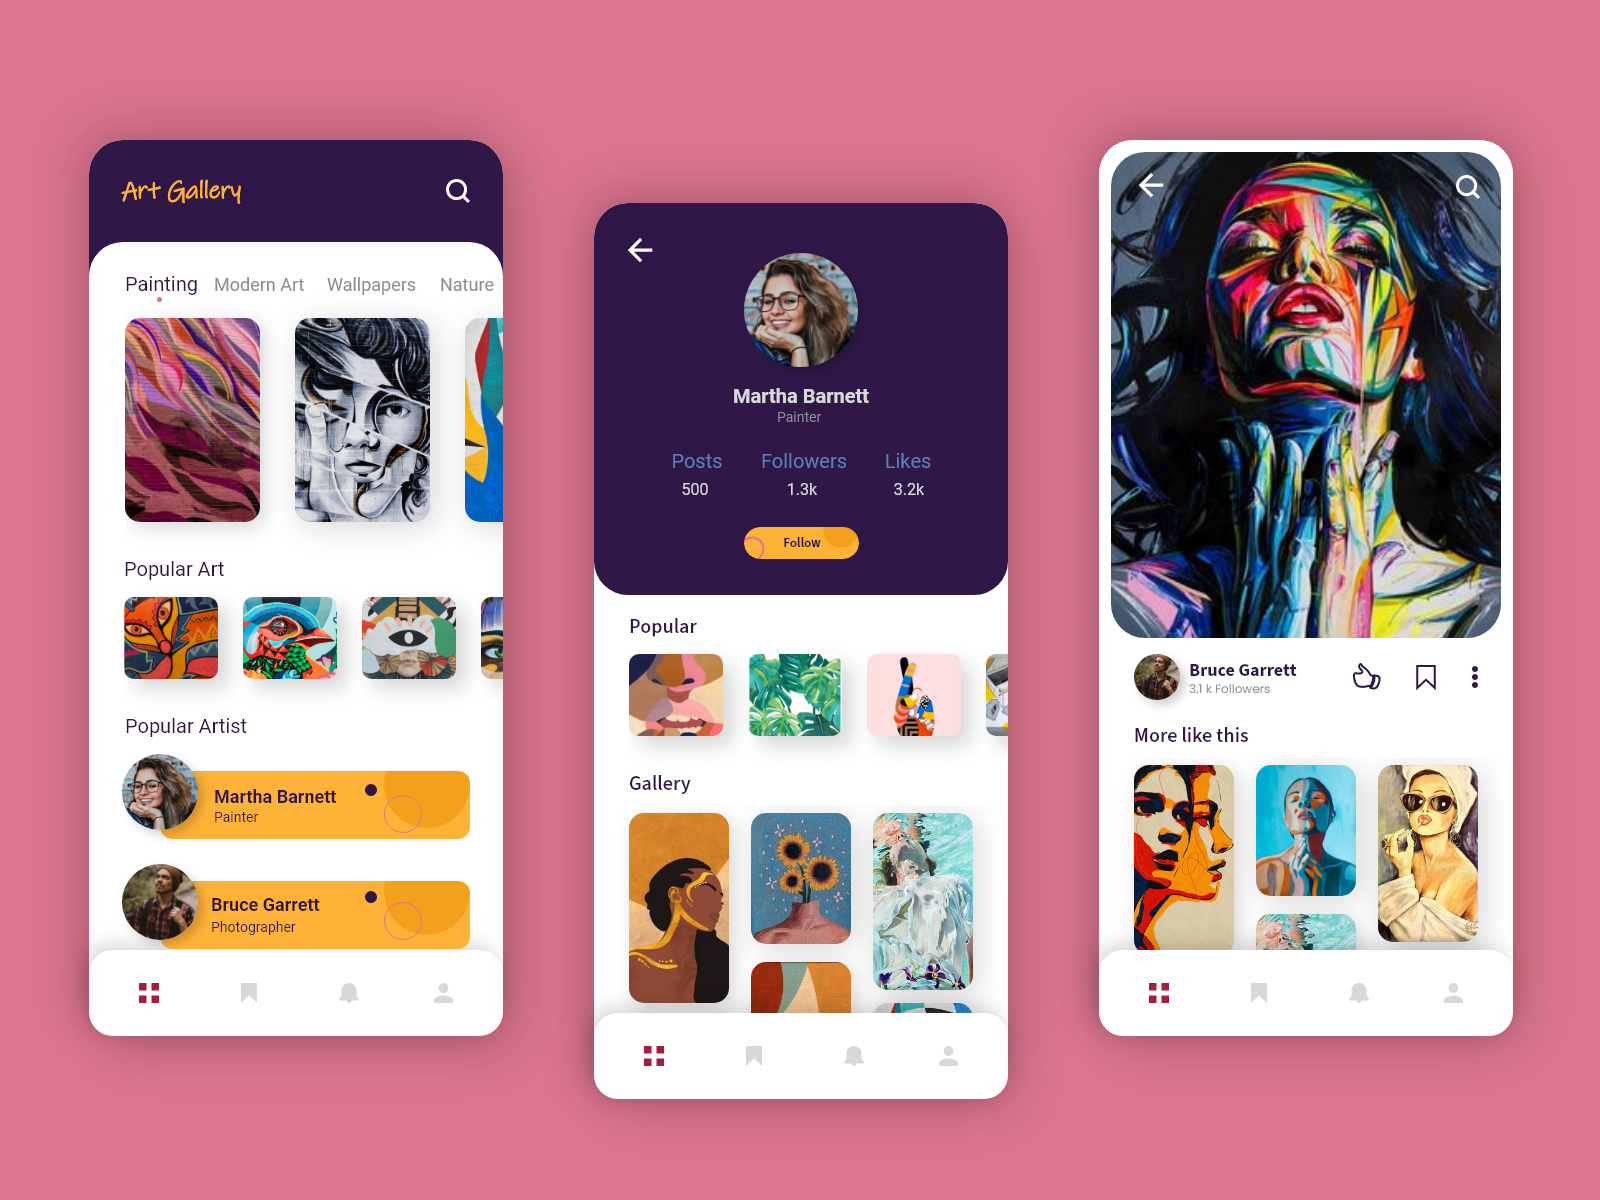 Art Gallery
Painting Modern Art Wallpapers Nature
Popular Art
Popular Artist
Martha Barnett
Painter
Bruce Garrett
Photographer
Martha Barnett
Painter
Posts Followers Likes
500 1.3k 3.2k
Follow
Popular
Gallery
Bruce Garrett
3.1 k Followers
More like this